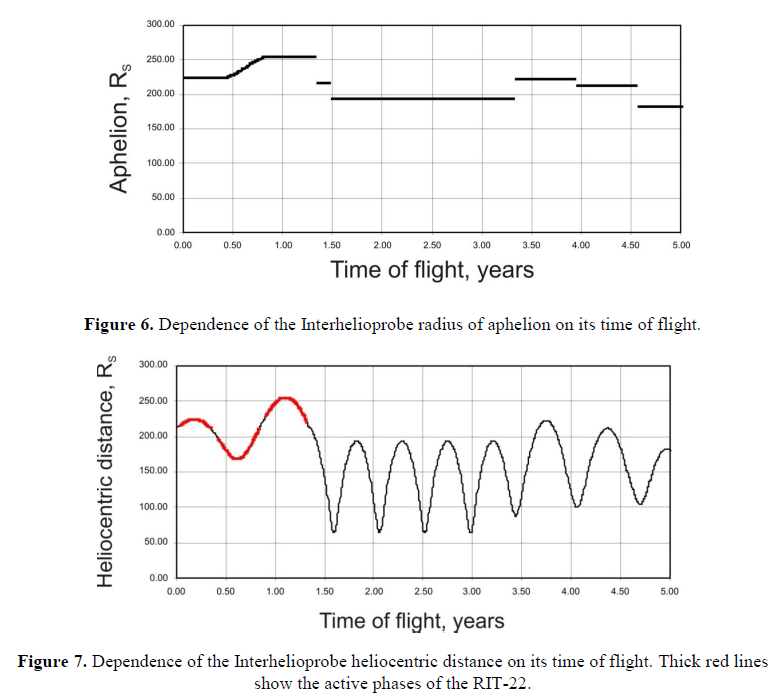 300.00
250.00
200.00
150.00
100.00
50.00
0.00
Aphelion, Rs
0.00 0.50 1.00 1.50 2.00 2.50 3.00 3.50 4.00 4.50 5.00
Time of flight, years
Figure 6. Dependence of the Interhelioprobe radius of aphelion on its time of flight.
300.00
250.00
200.00
150.00
100.00
50.00
0.00
Heliocentric distance, Rs
0.00 0.50 1.00 1.50 2.00 2.50 3.00 3.50 4.00 4.50 5.00
Time of flight, years
Figure 7. Dependence of the Interhelioprobe heliocentric distance on its time of flight. Thick red lines
show the active phases of the RIT-22.